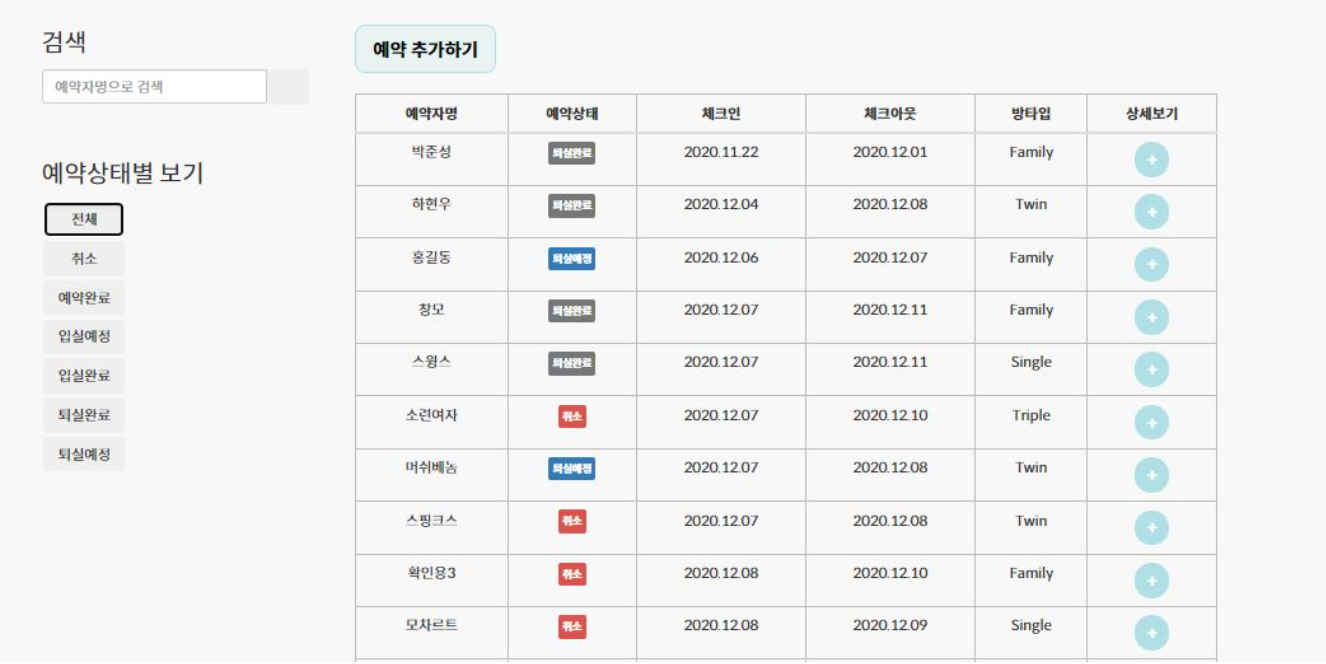 검색
예약자명으로 검색
예약상태별 보기
전체
취소
예약완료
입실예정
입실완료
퇴실완료
퇴실예정
예약 추가하기
예약자명 예약상태 체크인 체크아웃 방타입 상세보기
박준성 퇴실완료 2020.11.22 2020.12.01 Family +
하현우 퇴실완료 2020.12.04 2020.12.08 Twin +
홍길동 퇴실예정 2020.12.06 2020.12.07 Family +
창모 퇴실완료 2020.12.07 2020.12.11 Family +
스윙스 퇴실완료 2020.12.07 2020.12.11 Single +
소련여자 취소 2020.12.07 2020.12.10 Triple +
머쉬베놈 퇴실예정 2020.12.07 2020.12.08 Twin +
스핑크스 취소 2020.12.07 2020.12.08 Twin +
확인용3 취소 2020.12.08 2020.12.10 Family +
모차르트 취소 2020.12.08 2020.12.09 Single +